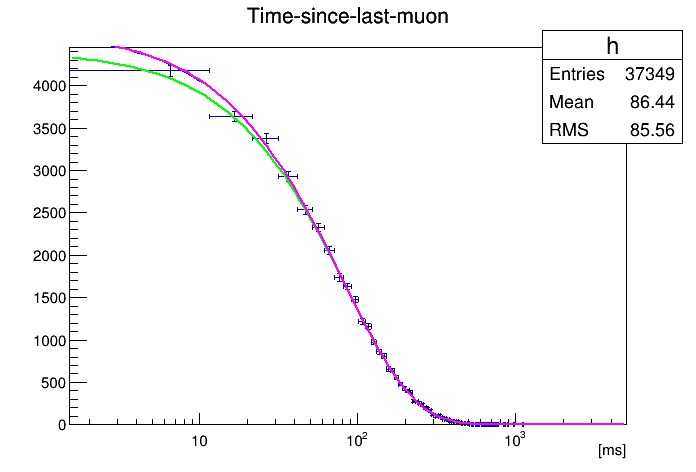 Time-since-last-muon
h
Entries 37349
Mean 86.44
RMS 85.56
4000
3500
3000
2500
2000
1500
1000
500
0
10 10² 10³
[ms]